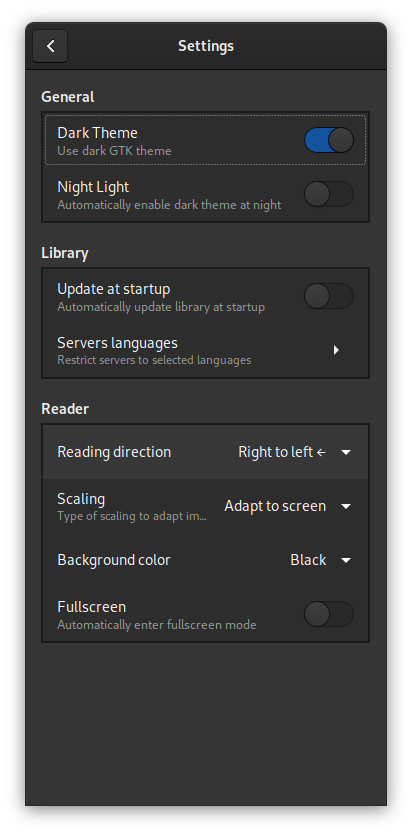 Settings
General
Dark Theme
Use dark GTK theme
Night Light
Automatically enable dark theme at night
Library
Update at startup
Automatically update library at startup
Servers languages
Restrict servers to selected languages
Reader
Reading direction
Right to left ←
Scaling
Type of scaling to adapt im...
Adapt to screen
Background color
Black
Fullscreen
Automatically enter fullscreen mode